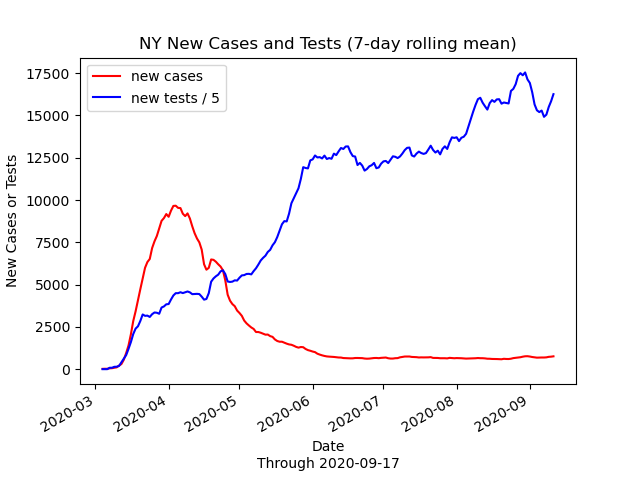 NY New Cases and Tests (7-day rolling mean)
new cases
new tests / 5
New Cases or Tests
17500
15000
12500
10000
7500
5000
2500
0
2020-03
2020-04
2020-05
2020-06
2020-07
2020-08
2020-09
Date
Through 2020-09-17